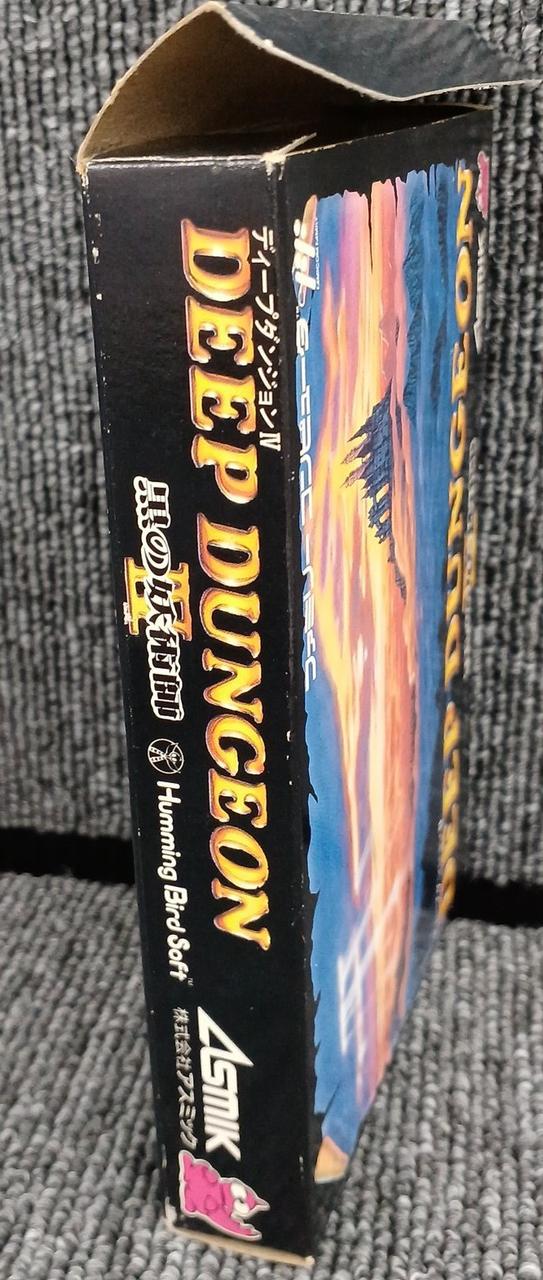 ディープダンジョンIV
DEEP DUNGEON
IV
黒の妖術師
Humming Bird Soft™
ASMIK
株式会社アスミック
DEEP DUNGEON